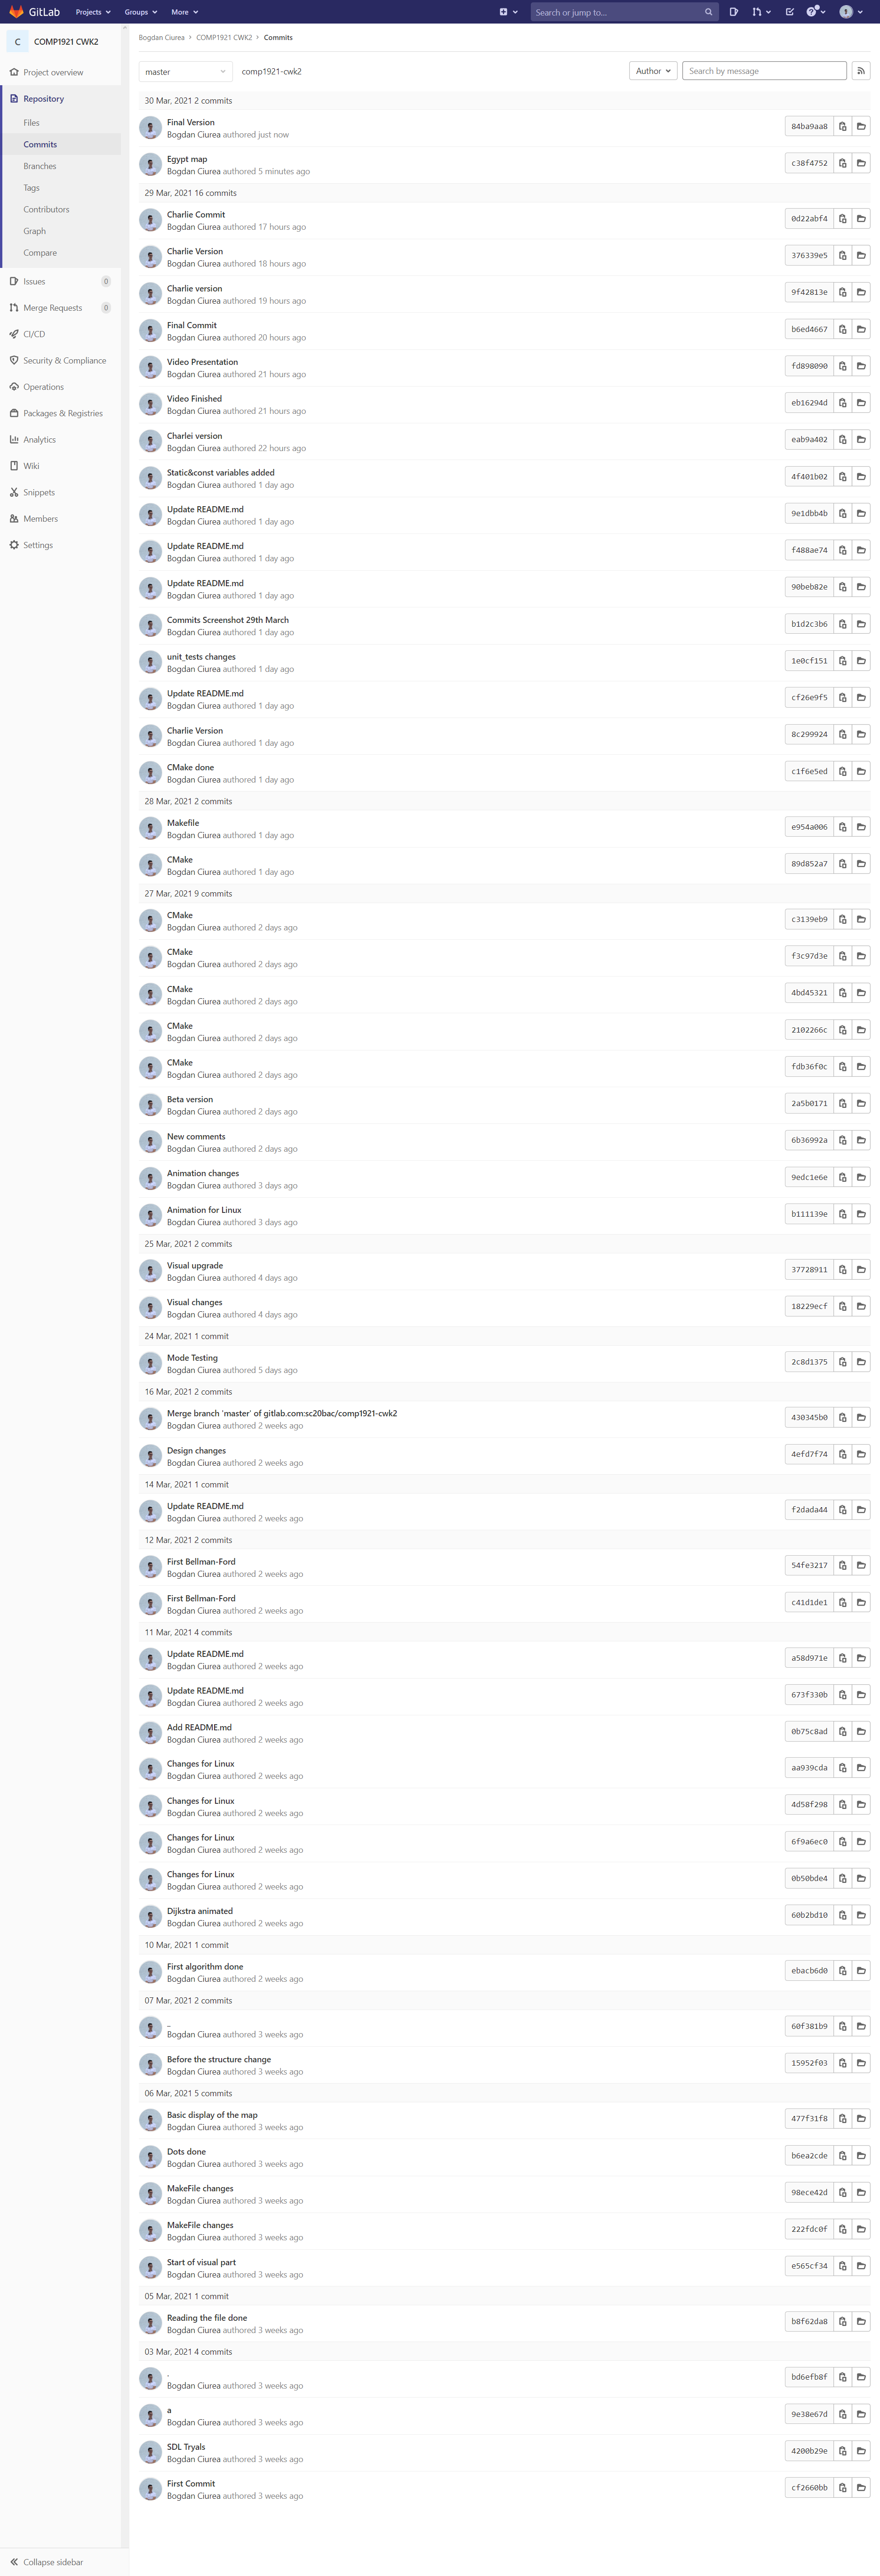 GitLab Projects Groups More Search or jump to...
C COMP1921 CWK2
Project overview
Repository
Files
Commits
Branches
Tags
Contributors
Graph
Compare
Issues 0
Merge Requests 0
CI/CD
Security & Compliance
Operations
Packages & Registries
Analytics
Wiki
Snippets
Members
Settings
Collapse sidebar
Bogdan Ciurea › COMP1921 CWK2 › Commits
master comp1921-cwk2 Author Search by message
30 Mar, 2021 2 commits
Final Version 84ba9aa8
Bogdan Ciurea authored just now
Egypt map c38f4752
Bogdan Ciurea authored 5 minutes ago
29 Mar, 2021 16 commits
Charlie Commit 0d22abf4
Bogdan Ciurea authored 17 hours ago
Charlie Version 376339e5
Bogdan Ciurea authored 18 hours ago
Charlie version 9f42813e
Bogdan Ciurea authored 19 hours ago
Final Commit b6ed4667
Bogdan Ciurea authored 20 hours ago
Video Presentation fd898090
Bogdan Ciurea authored 21 hours ago
Video Finished eb16294d
Bogdan Ciurea authored 21 hours ago
Charlei version eab9a402
Bogdan Ciurea authored 22 hours ago
Static&const variables added 4f401b02
Bogdan Ciurea authored 1 day ago
Update README.md 9e1dbb4b
Bogdan Ciurea authored 1 day ago
Update README.md f488ae74
Bogdan Ciurea authored 1 day ago
Update README.md 90beb82e
Bogdan Ciurea authored 1 day ago
Commits Screenshot 29th March b1d2c3b6
Bogdan Ciurea authored 1 day ago
unit_tests changes 1e0cf151
Bogdan Ciurea authored 1 day ago
Update README.md cf26e9f5
Bogdan Ciurea authored 1 day ago
Charlie Version 8c299924
Bogdan Ciurea authored 1 day ago
CMake done c1f6e5ed
Bogdan Ciurea authored 1 day ago
28 Mar, 2021 2 commits
Makefile e954a006
Bogdan Ciurea authored 1 day ago
CMake 89d852a7
Bogdan Ciurea authored 1 day ago
27 Mar, 2021 9 commits
CMake c3139eb9
Bogdan Ciurea authored 2 days ago
CMake f3c97d3e
Bogdan Ciurea authored 2 days ago
CMake 4bd45321
Bogdan Ciurea authored 2 days ago
CMake 2102266c
Bogdan Ciurea authored 2 days ago
CMake fdb36f0c
Bogdan Ciurea authored 2 days ago
Beta version 2a5b0171
Bogdan Ciurea authored 2 days ago
New comments 6b36992a
Bogdan Ciurea authored 2 days ago
Animation changes 9edc1e6e
Bogdan Ciurea authored 3 days ago
Animation for Linux b111139e
Bogdan Ciurea authored 3 days ago
25 Mar, 2021 2 commits
Visual upgrade 37728911
Bogdan Ciurea authored 4 days ago
Visual changes 18229ecf
Bogdan Ciurea authored 4 days ago
24 Mar, 2021 1 commit
Mode Testing 2c8d1375
Bogdan Ciurea authored 5 days ago
16 Mar, 2021 2 commits
Merge branch 'master' of gitlab.com:sc20bac/comp1921-cwk2 430345b0
Bogdan Ciurea authored 2 weeks ago
Design changes 4efd7f74
Bogdan Ciurea authored 2 weeks ago
14 Mar, 2021 1 commit
Update README.md f2dada44
Bogdan Ciurea authored 2 weeks ago
12 Mar, 2021 2 commits
First Bellman-Ford 54fe3217
Bogdan Ciurea authored 2 weeks ago
First Bellman-Ford c41d1de1
Bogdan Ciurea authored 2 weeks ago
11 Mar, 2021 4 commits
Update README.md a58d971e
Bogdan Ciurea authored 2 weeks ago
Update README.md 673f330b
Bogdan Ciurea authored 2 weeks ago
Add README.md 0b75c8ad
Bogdan Ciurea authored 2 weeks ago
Changes for Linux aa939cda
Bogdan Ciurea authored 2 weeks ago
Changes for Linux 4d58f298
Bogdan Ciurea authored 2 weeks ago
Changes for Linux 6f9a6ec0
Bogdan Ciurea authored 2 weeks ago
Changes for Linux 0b50bde4
Bogdan Ciurea authored 2 weeks ago
Dijkstra animated 60b2bd10
Bogdan Ciurea authored 2 weeks ago
10 Mar, 2021 1 commit
First algorithm done ebacb6d0
Bogdan Ciurea authored 2 weeks ago
07 Mar, 2021 2 commits
_ 60f381b9
Bogdan Ciurea authored 3 weeks ago
Before the structure change 15952f03
Bogdan Ciurea authored 3 weeks ago
06 Mar, 2021 5 commits
Basic display of the map 477f31f8
Bogdan Ciurea authored 3 weeks ago
Dots done b6ea2cde
Bogdan Ciurea authored 3 weeks ago
MakeFile changes 98ece42d
Bogdan Ciurea authored 3 weeks ago
MakeFile changes 222fdc0f
Bogdan Ciurea authored 3 weeks ago
Start of visual part e565cf34
Bogdan Ciurea authored 3 weeks ago
05 Mar, 2021 1 commit
Reading the file done b8f62da8
Bogdan Ciurea authored 3 weeks ago
03 Mar, 2021 4 commits
. bd6efb8f
Bogdan Ciurea authored 3 weeks ago
a 9e38e67d
Bogdan Ciurea authored 3 weeks ago
SDL Tryals 4200b29e
Bogdan Ciurea authored 3 weeks ago
First Commit cf2660bb
Bogdan Ciurea authored 3 weeks ago